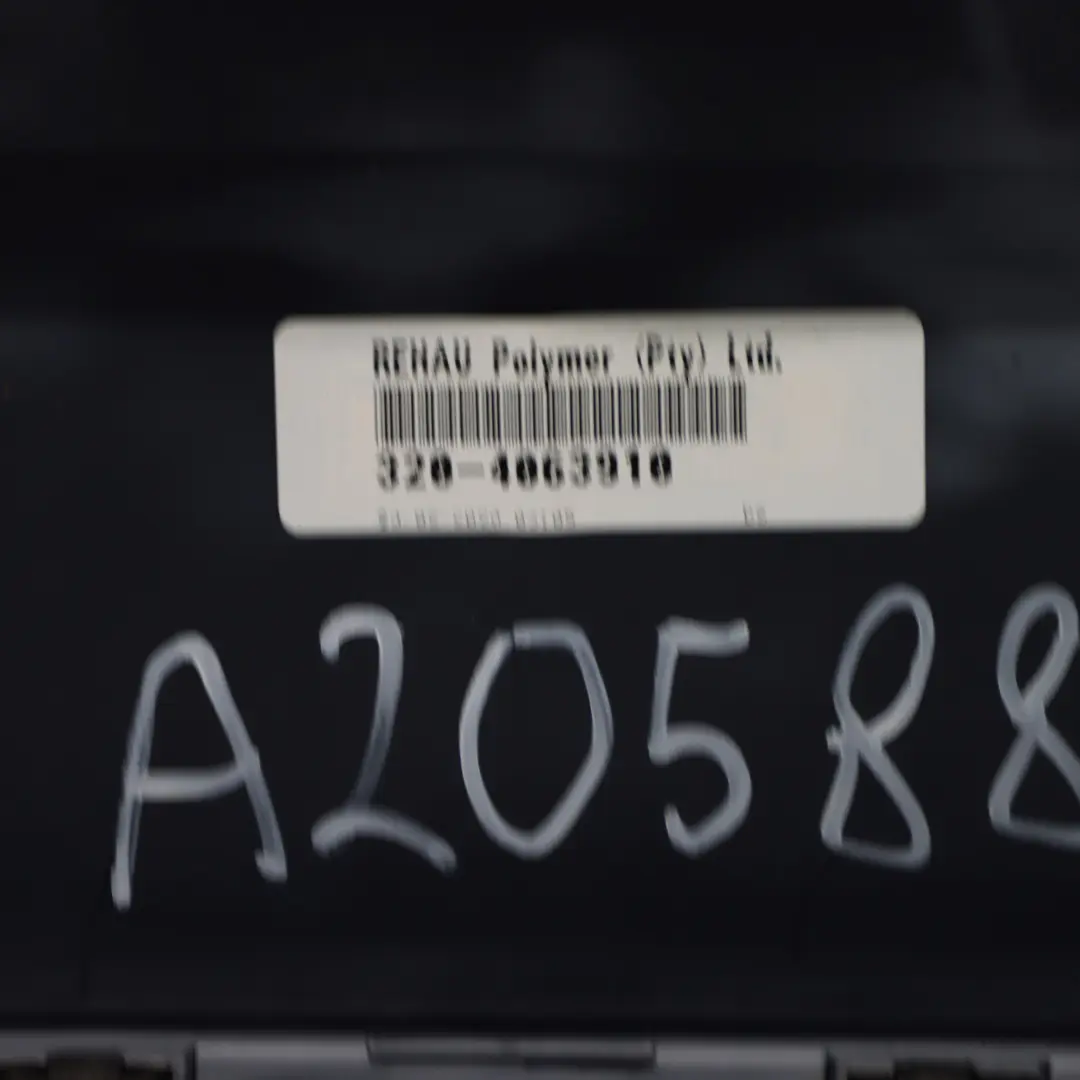 REHAU Polymer (Pty) Ltd.
320-4063910
A20588